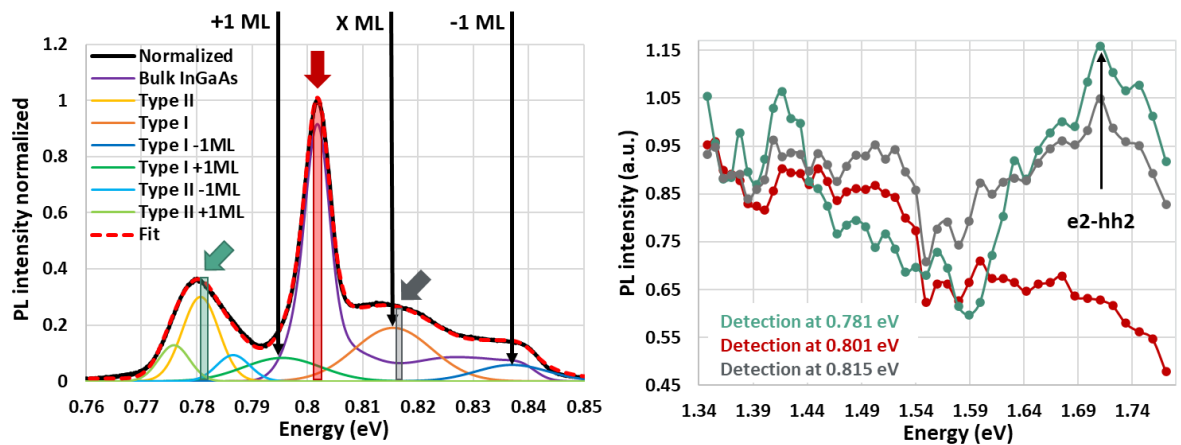 +1 ML
X ML
-1 ML
PL intensity normalized
1.2
1
0.8
0.6
0.4
0.2
0
Normalized
Bulk InGaAs
Type II
Type I
Type I -1ML
Type I +1ML
Type II -1ML
Type II +1ML
Fit
0.76 0.77 0.78 0.79 0.8 0.81 0.82 0.83 0.84 0.85
Energy (eV)
PL intensity (a.u.)
1.15
1.05
0.95
0.85
0.75
0.65
0.55
0.45
e2-hh2
Detection at 0.781 eV
Detection at 0.801 eV
Detection at 0.815 eV
1.34 1.39 1.44 1.49 1.54 1.59 1.64 1.69 1.74
Energy (eV)